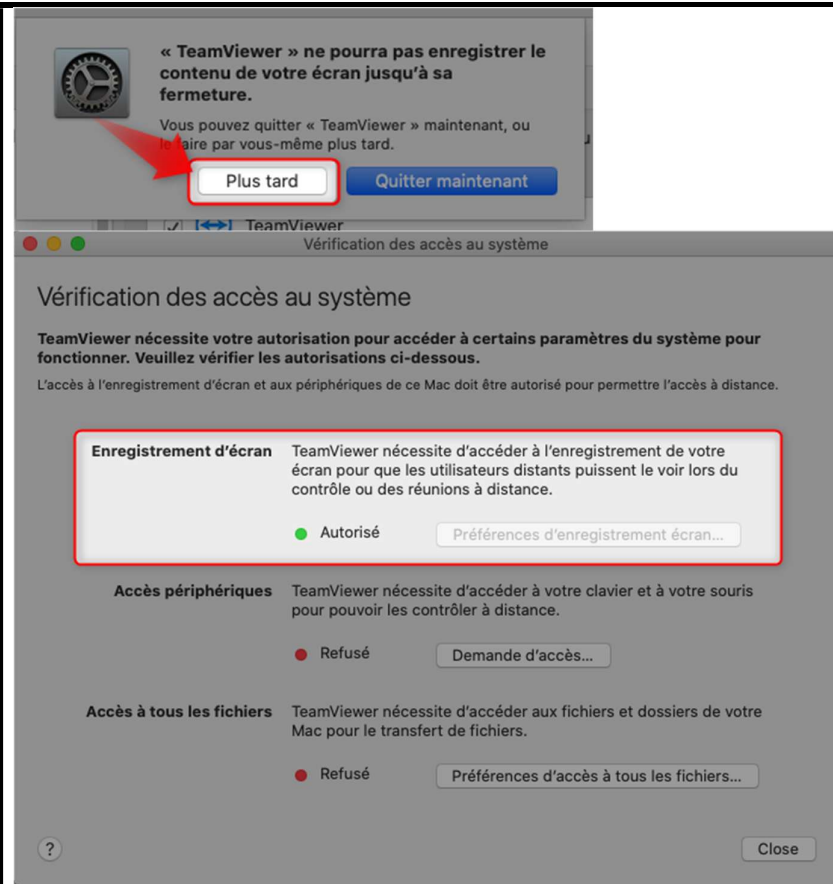 « TeamViewer » ne pourra pas enregistrer le
contenu de votre écran jusqu'à sa
fermeture.
Vous pouvez quitter « TeamViewer » maintenant, ou
le faire par vous-même plus tard.
Plus tard
Quitter maintenant
TeamViewer
Vérification des accès au système
Vérification des accès au système
TeamViewer nécessite votre autorisation pour accéder à certains paramètres du système pour
fonctionner. Veuillez vérifier les autorisations ci-dessous.
L'accès à l'enregistrement d'écran et aux périphériques de ce Mac doit être autorisé pour permettre l'accès à distance.
Enregistrement d'écran
TeamViewer nécessite d'accéder à l'enregistrement de votre
écran pour que les utilisateurs distants puissent le voir lors du
contrôle ou des réunions à distance.
Autorisé
Préférences d'enregistrement écran...
Accès périphériques
TeamViewer nécessite d'accéder à votre clavier et à votre souris
pour pouvoir les contrôler à distance.
Refusé
Demande d'accès...
Accès à tous les fichiers
TeamViewer nécessite d'accéder aux fichiers et dossiers de votre
Mac pour le transfert de fichiers.
Refusé
Préférences d'accès à tous les fichiers...
?
Close